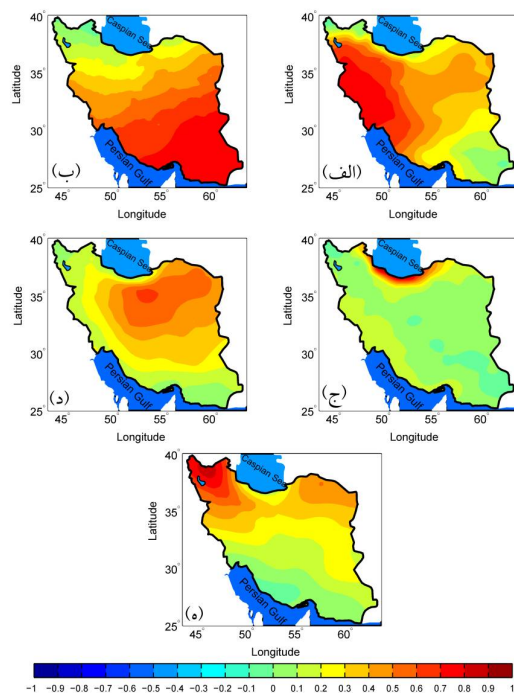 40°
35°
30°
25°
Latitude
45° 50° 55° 60°
Longitude
Caspian Sea
Persian Gulf
(ب)
40°
35°
30°
25°
Latitude
45° 50° 55° 60°
Longitude
Caspian Sea
Persian Gulf
(الف)
40°
35°
30°
25°
Latitude
45° 50° 55° 60°
Longitude
Caspian Sea
Persian Gulf
(د)
40°
35°
30°
25°
Latitude
45° 50° 55° 60°
Longitude
Caspian Sea
Persian Gulf
(ج)
40°
35°
30°
25°
Latitude
45° 50° 55° 60°
Longitude
Caspian Sea
Persian Gulf
(ه)
−1 −0.9 −0.8 −0.7 −0.6 −0.5 −0.4 −0.3 −0.2 −0.1 0 0.1 0.2 0.3 0.4 0.5 0.6 0.7 0.8 0.9 1